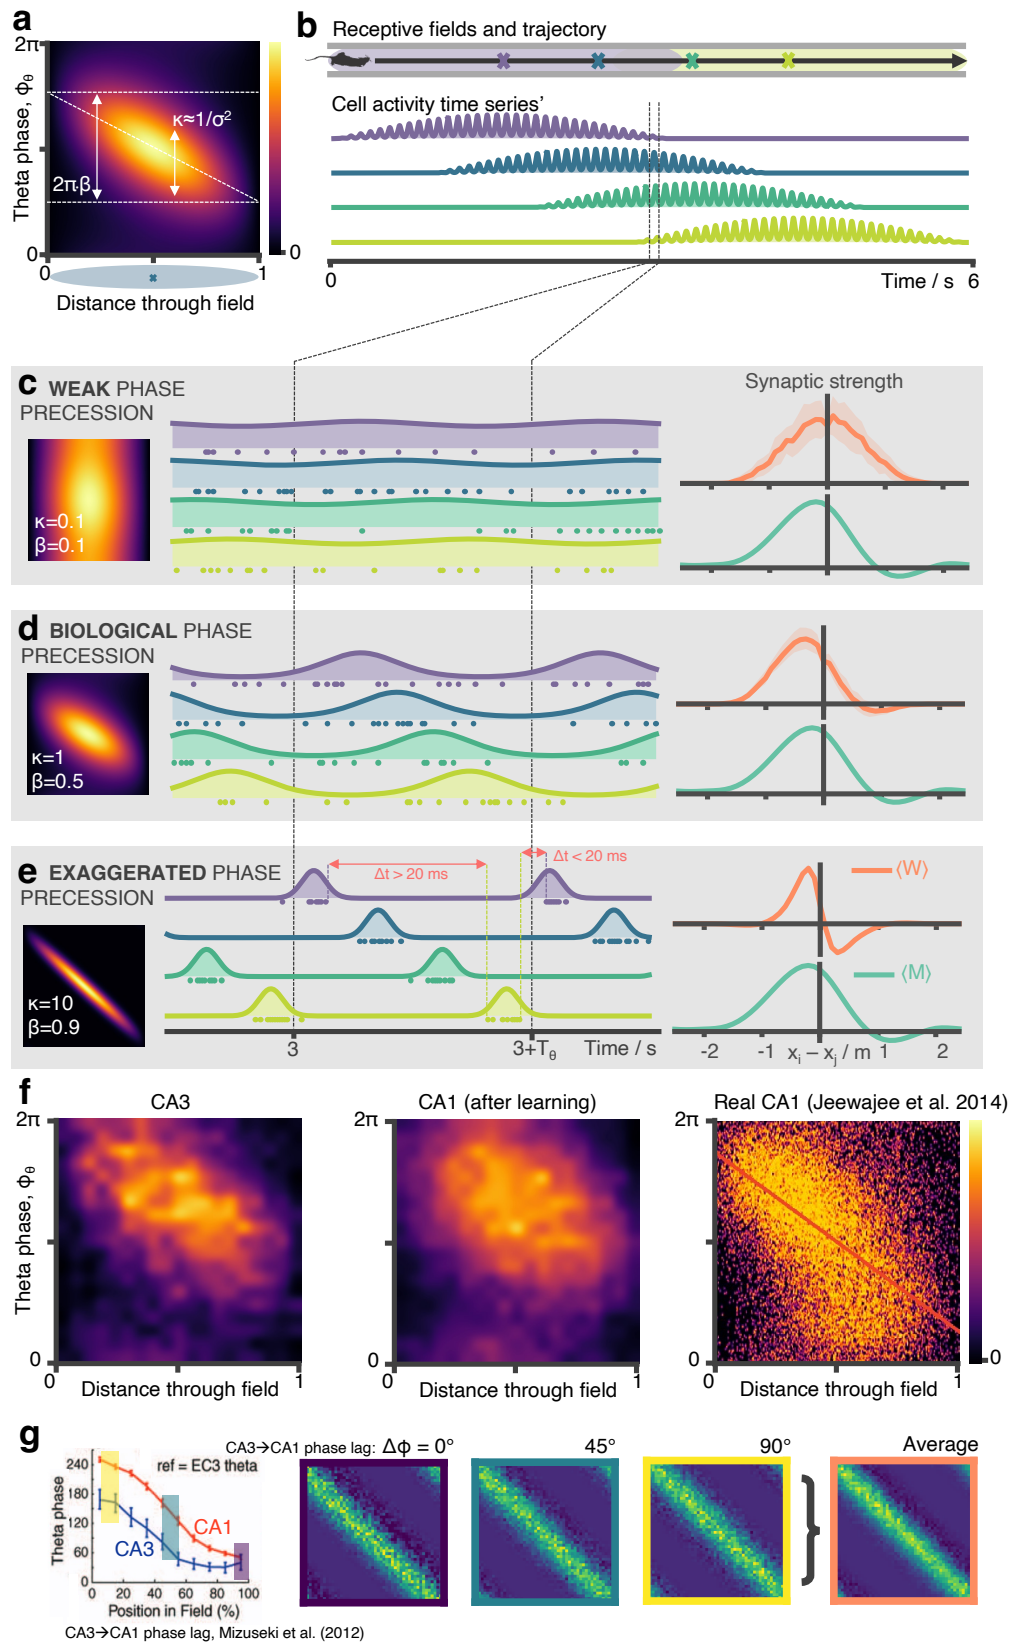 a
2π
Theta phase, ϕθ
κ≈1/σ²
2π.β
0
0
0
1
Distance through field
b Receptive fields and trajectory
Cell activity time series'
0
Time / s 6
c WEAK PHASE
PRECESSION
κ=0.1
β=0.1
Synaptic strength
d BIOLOGICAL PHASE
PRECESSION
κ=1
β=0.5
e EXAGGERATED PHASE
PRECESSION
κ=10
β=0.9
Δt > 20 ms
Δt < 20 ms
⟨W⟩
⟨M⟩
3
3+Tθ
Time / s
-2 -1 xi – xj / m 1 2
f
CA3
2π
Theta phase, ϕθ
0
0 1
Distance through field
CA1 (after learning)
2π
0
0 1
Distance through field
Real CA1 (Jeewajee et al. 2014)
2π
0
0
0 1
Distance through field
g
Theta phase
240
180
120
60
0
ref = EC3 theta
CA1
CA3
0 20 40 60 80 100
Position in Field (%)
CA3→CA1 phase lag, Mizuseki et al. (2012)
CA3→CA1 phase lag: Δϕ = 0°
45°
90°
Average